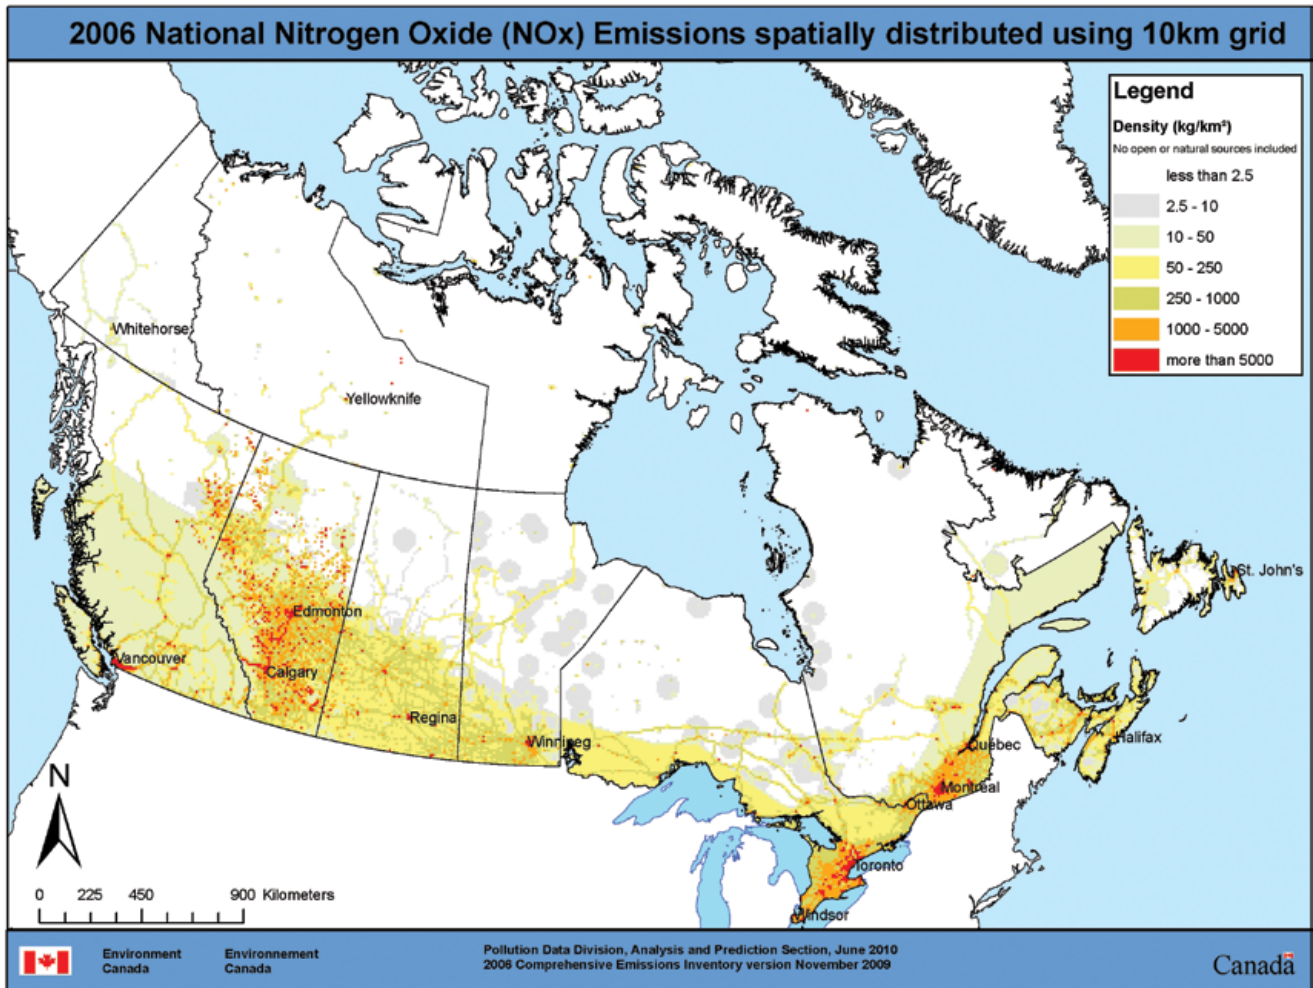 2006 National Nitrogen Oxide (NOx) Emissions spatially distributed using 10km grid
Legend
Density (kg/km²)
No open or natural sources included
less than 2.5
2.5 - 10
10 - 50
50 - 250
250 - 1000
1000 - 5000
more than 5000
Whitehorse
Iqaluit
Yellowknife
Edmonton
St. John's
Vancouver
Calgary
Regina
Winnipeg
Québec
Halifax
Montréal
Ottawa
Toronto
Windsor
N
0 225 450 900 Kilometers
Environment Canada
Environnement Canada
Pollution Data Division, Analysis and Prediction Section, June 2010
2006 Comprehensive Emissions Inventory version November 2009
Canada